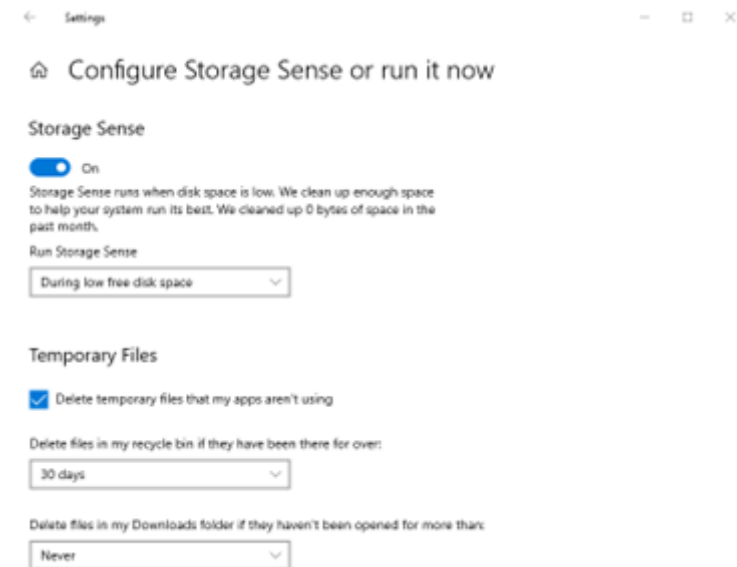 Settings
Configure Storage Sense or run it now
Storage Sense
On
Storage Sense runs when disk space is low. We clean up enough space
to help your system run its best. We cleaned up 0 bytes of space in the
past month.
Run Storage Sense
During low free disk space
Temporary Files
Delete temporary files that my apps aren't using
Delete files in my recycle bin if they have been there for over:
30 days
Delete files in my Downloads folder if they haven't been opened for more than:
Never